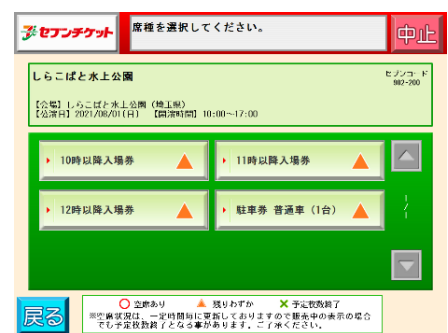 セブンチケット
席種を選択してください。
中止
しらこばと水上公園
セブンコード
982-200
【会場】しらこばと水上公園（埼玉県）
【公演日】2021/08/01(日)　【開演時間】10:00～17:00
10時以降入場券
11時以降入場券
12時以降入場券
駐車券 普通車（1台）
1/1
戻る
空席あり　残りわずか　予定枚数終了
※空席状況は、一定時間毎に更新しておりますので販売中の表示の場合
でも予定枚数終了となる事があります。ご了承ください。